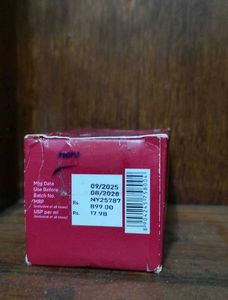 PROPLI
Mfg Date 09/2025
Use Before 08/2028
Batch No. NY25787
MRP Rs. 899.00
(inclusive of all taxes)
USP per ml Rs. 17.98
(inclusive of all taxes)